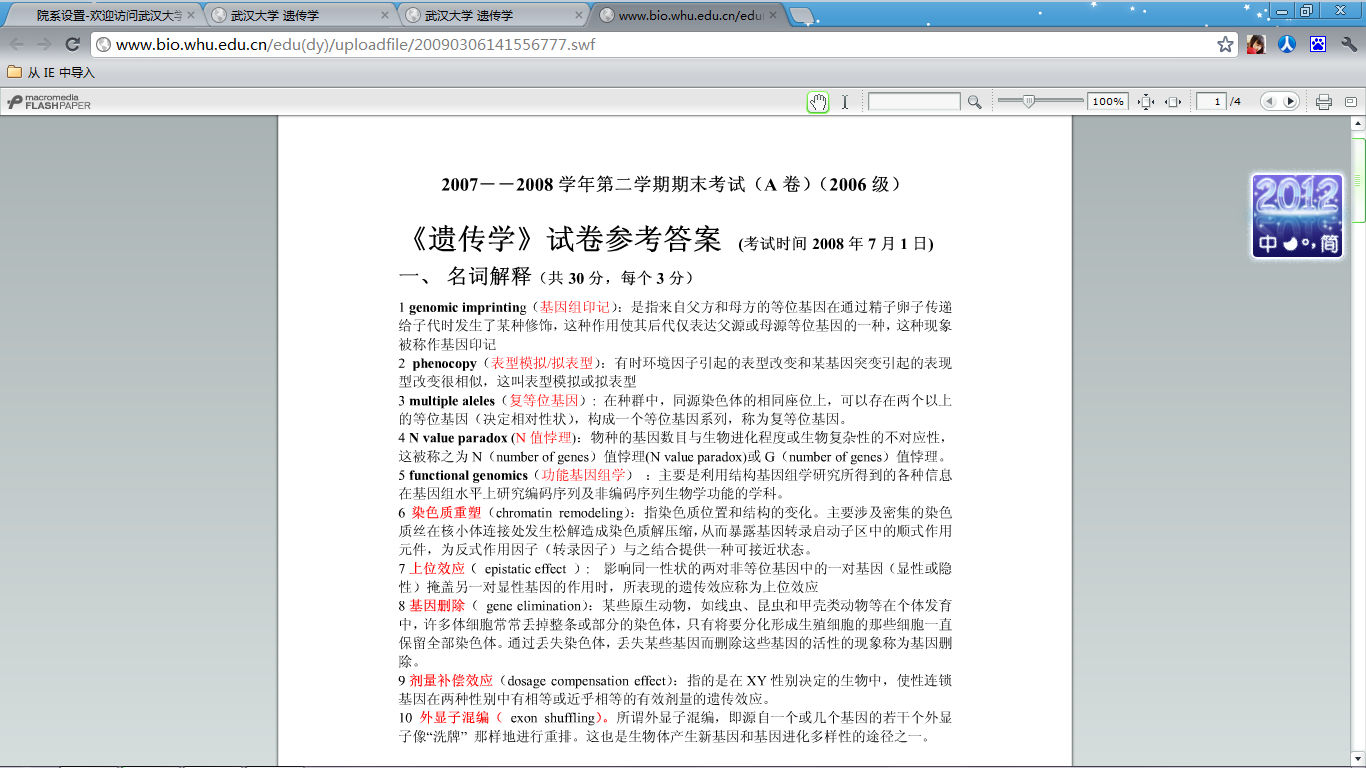 院系设置-欢迎访问武汉大学
武汉大学 遗传学
武汉大学 遗传学
www.bio.whu.edu.cn/edu
www.bio.whu.edu.cn/edu(dy)/uploadfile/20090306141556777.swf
从 IE 中导入
macromedia
FLASHPAPER
100%
1 /4
2007－－2008 学年第二学期期末考试（A 卷）（2006 级）
《遗传学》试卷参考答案 (考试时间 2008 年 7 月 1 日)
一、 名词解释（共 30 分，每个 3 分）
1 genomic imprinting（基因组印记）：是指来自父方和母方的等位基因在通过精子卵子传递
给子代时发生了某种修饰，这种作用使其后代仅表达父源或母源等位基因的一种，这种现象
被称作基因印记
2 phenocopy（表型模拟/拟表型）：有时环境因子引起的表型改变和某基因突变引起的表现
型改变很相似，这叫表型模拟或拟表型
3 multiple aleles（复等位基因）：在种群中，同源染色体的相同座位上，可以存在两个以上
的等位基因（决定相对性状），构成一个等位基因系列，称为复等位基因。
4 N value paradox (N 值悖理)：物种的基因数目与生物进化程度或生物复杂性的不对应性，
这被称之为 N（number of genes）值悖理(N value paradox)或 G（number of genes）值悖理。
5 functional genomics（功能基因组学） ：主要是利用结构基因组学研究所得到的各种信息
在基因组水平上研究编码序列及非编码序列生物学功能的学科。
6 染色质重塑（chromatin remodeling）：指染色质位置和结构的变化。主要涉及密集的染色
质丝在核小体连接处发生松解造成染色质解压缩，从而暴露基因转录启动子区中的顺式作用
元件，为反式作用因子（转录因子）与之结合提供一种可接近状态。
7 上位效应（ epistatic effect ）： 影响同一性状的两对非等位基因中的一对基因（显性或隐
性）掩盖另一对显性基因的作用时，所表现的遗传效应称为上位效应
8 基因删除（ gene elimination）：某些原生动物，如线虫、昆虫和甲壳类动物等在个体发育
中，许多体细胞常常丢掉整条或部分的染色体，只有将要分化形成生殖细胞的那些细胞一直
保留全部染色体。通过丢失染色体，丢失某些基因而删除这些基因的活性的现象称为基因删
除。
9 剂量补偿效应（dosage compensation effect）：指的是在 XY 性别决定的生物中，使性连锁
基因在两种性别中有相等或近乎相等的有效剂量的遗传效应。
10 外显子混编（ exon shuffling）。所谓外显子混编，即源自一个或几个基因的若干个外显
子像“洗牌” 那样地进行重排。这也是生物体产生新基因和基因进化多样性的途径之一。
2012
中 简